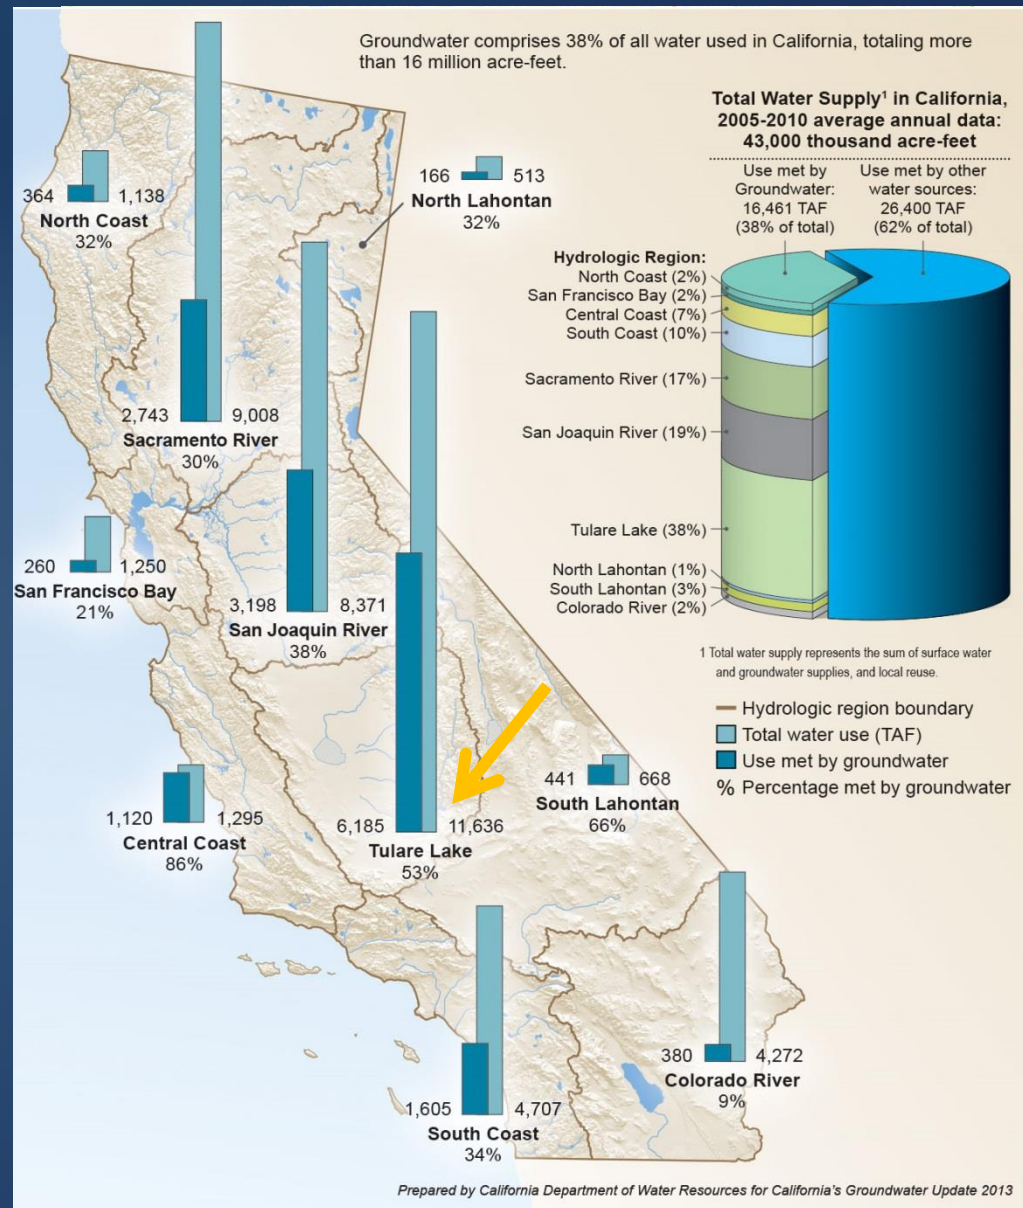 Groundwater comprises 38% of all water used in California, totaling more
than 16 million acre-feet.
Total Water Supply¹ in California,
2005-2010 average annual data:
43,000 thousand acre-feet
Use met by
Groundwater:
16,461 TAF
(38% of total)
Use met by other
water sources:
26,400 TAF
(62% of total)
Hydrologic Region:
North Coast (2%)
San Francisco Bay (2%)
Central Coast (7%)
South Coast (10%)
Sacramento River (17%)
San Joaquin River (19%)
Tulare Lake (38%)
North Lahontan (1%)
South Lahontan (3%)
Colorado River (2%)
1 Total water supply represents the sum of surface water
and groundwater supplies, and local reuse.
Hydrologic region boundary
Total water use (TAF)
Use met by groundwater
% Percentage met by groundwater
364 1,138
North Coast
32%
166 513
North Lahontan
32%
2,743 9,008
Sacramento River
30%
260 1,250
San Francisco Bay
21%
3,198 8,371
San Joaquin River
38%
1,120 1,295
Central Coast
86%
6,185 11,636
Tulare Lake
53%
441 668
South Lahontan
66%
1,605 4,707
South Coast
34%
380 4,272
Colorado River
9%
Prepared by California Department of Water Resources for California's Groundwater Update 2013